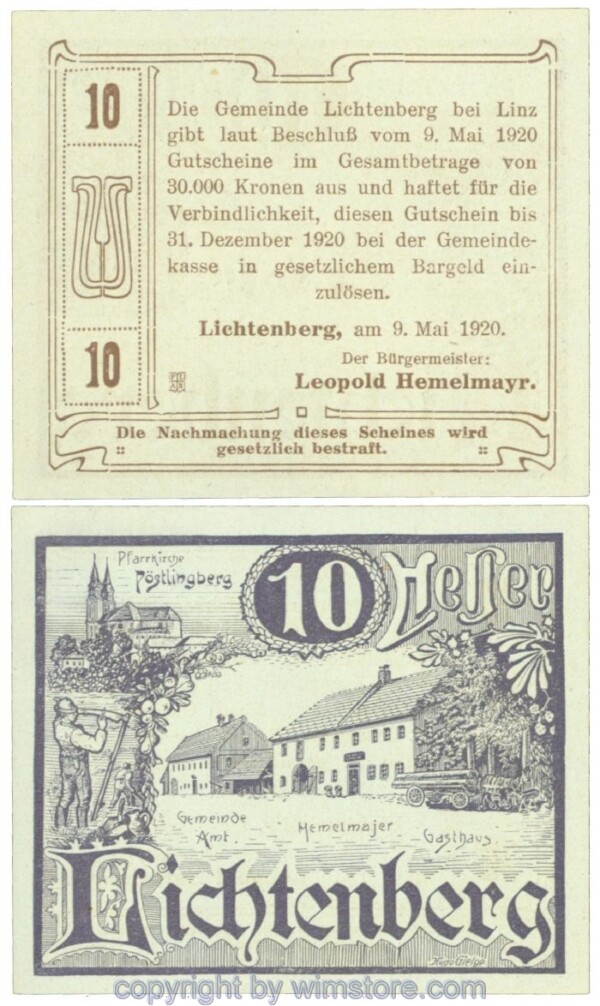 10
Die Gemeinde Lichtenberg bei Linz
gibt laut Beschluß vom 9. Mai 1920
Gutscheine im Gesamtbetrage von
30.000 Kronen aus und haftet für die
Verbindlichkeit, diesen Gutschein bis
31. Dezember 1920 bei der Gemeinde-
kasse in gesetzlichem Bargeld ein-
zulösen.
Lichtenberg, am 9. Mai 1920.
Der Bürgermeister:
10
Leopold Hemelmayr.
Die Nachmachung dieses Scheines wird
:: gesetzlich bestraft. ::
Pfarrkirche
Pöstlingberg
10 Heller
Gemeinde
Amt.
Hemelmajer
Gasthaus
Lichtenberg
copyright by wimstore.com